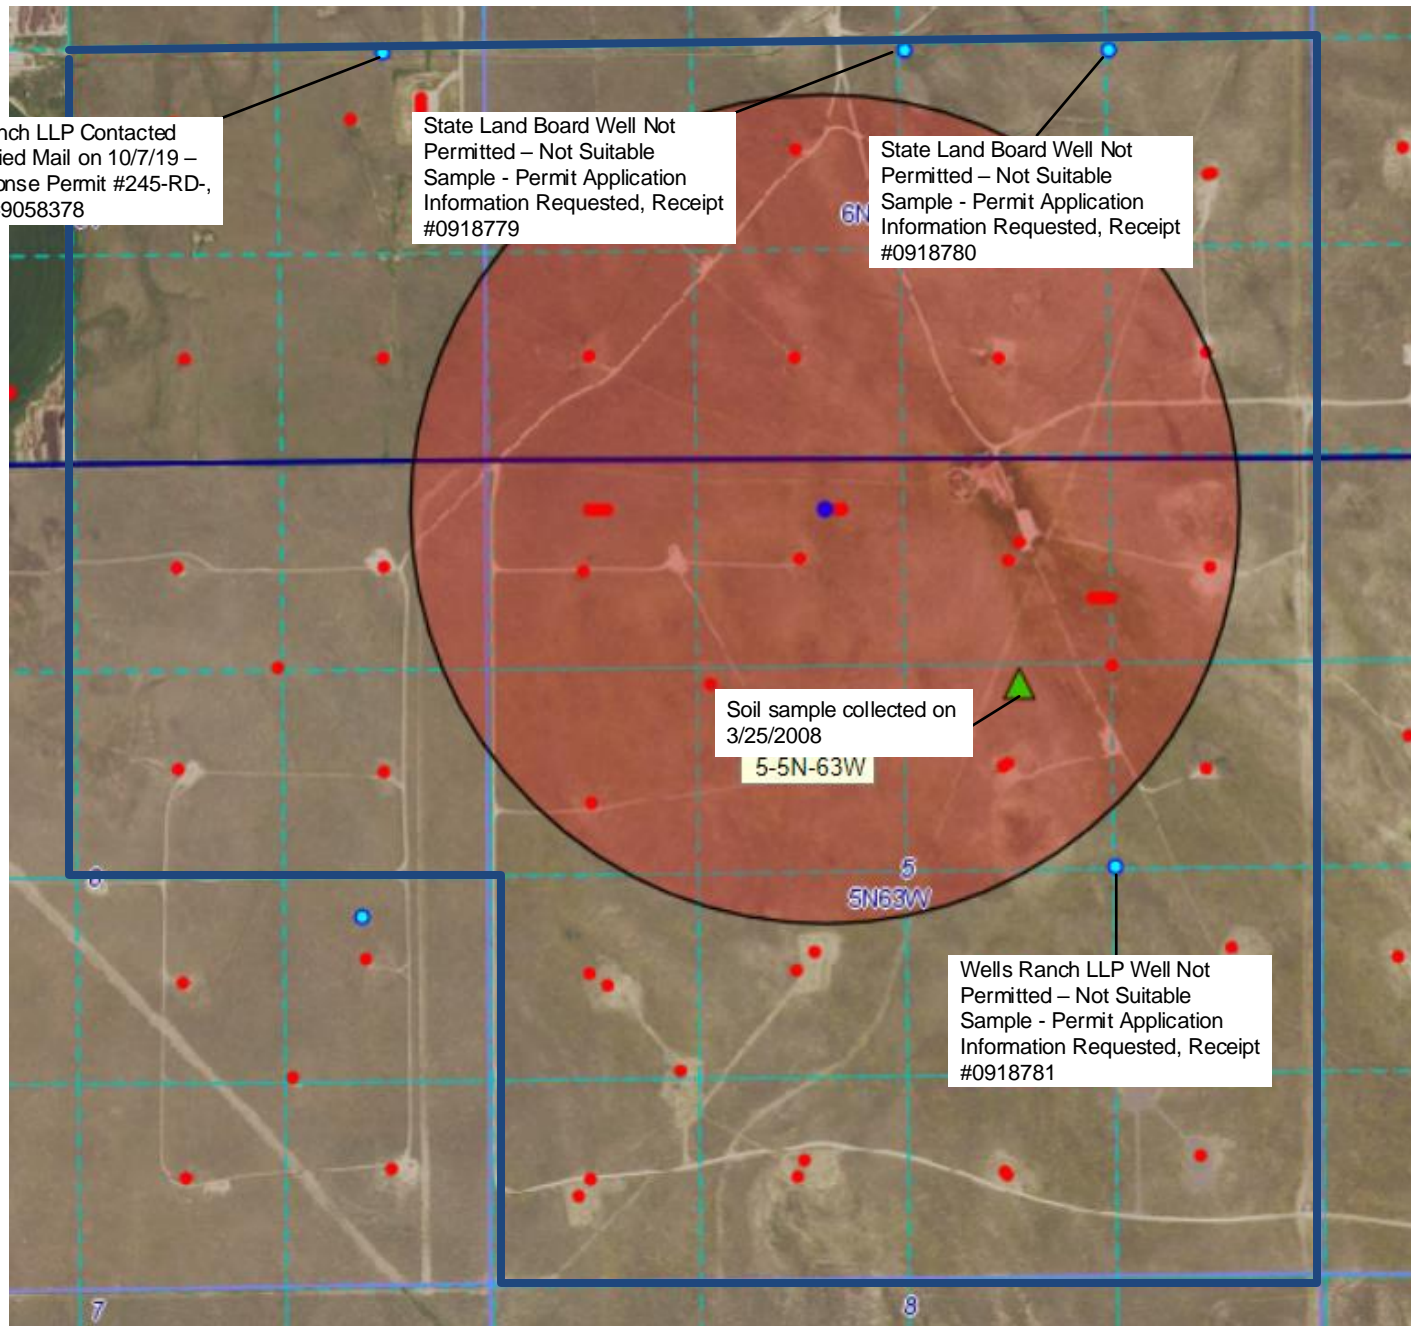 nch LLP Contacted
ied Mail on 10/7/19 –
onse Permit #245-RD-,
9058378
State Land Board Well Not
Permitted – Not Suitable
Sample - Permit Application
Information Requested, Receipt
#0918779
State Land Board Well Not
Permitted – Not Suitable
Sample - Permit Application
Information Requested, Receipt
#0918780
6N
Soil sample collected on
3/25/2008
5-5N-63W
6
5
5N63W
Wells Ranch LLP Well Not
Permitted – Not Suitable
Sample - Permit Application
Information Requested, Receipt
#0918781
7
8